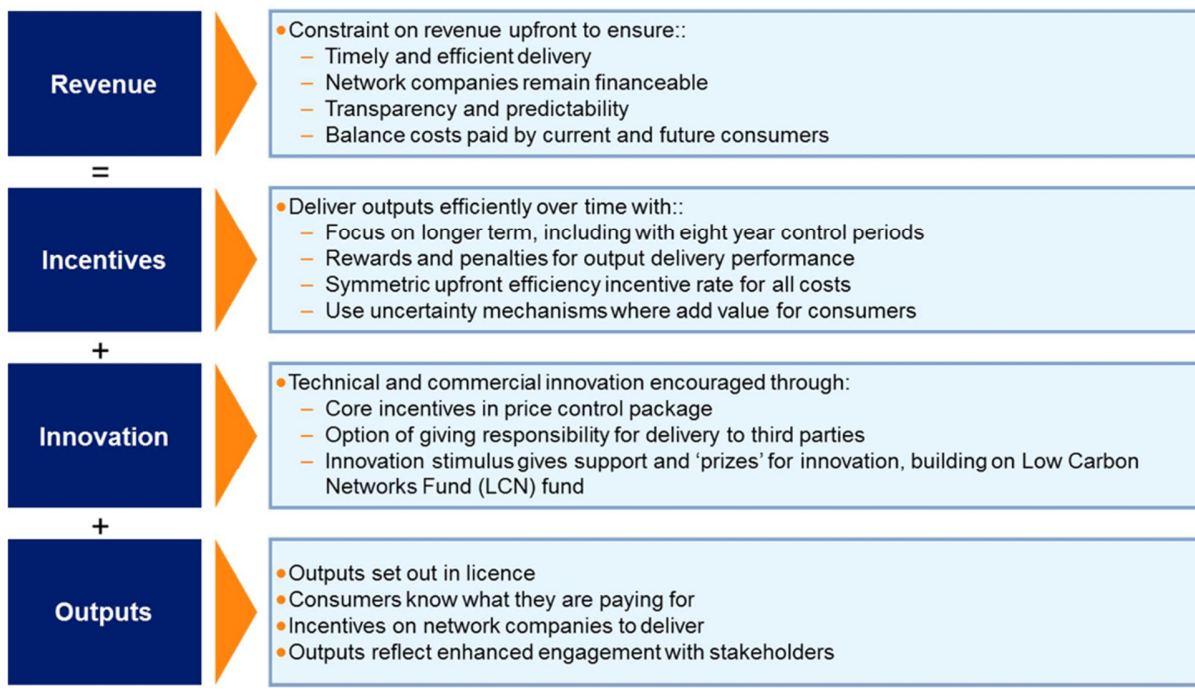 Revenue
● Constraint on revenue upfront to ensure::
– Timely and efficient delivery
– Network companies remain financeable
– Transparency and predictability
– Balance costs paid by current and future consumers
=
Incentives
● Deliver outputs efficiently over time with::
– Focus on longer term, including with eight year control periods
– Rewards and penalties for output delivery performance
– Symmetric upfront efficiency incentive rate for all costs
– Use uncertainty mechanisms where add value for consumers
+
Innovation
● Technical and commercial innovation encouraged through:
– Core incentives in price control package
– Option of giving responsibility for delivery to third parties
– Innovation stimulus gives support and ‘prizes’ for innovation, building on Low Carbon
Networks Fund (LCN) fund
+
Outputs
● Outputs set out in licence
● Consumers know what they are paying for
● Incentives on network companies to deliver
● Outputs reflect enhanced engagement with stakeholders